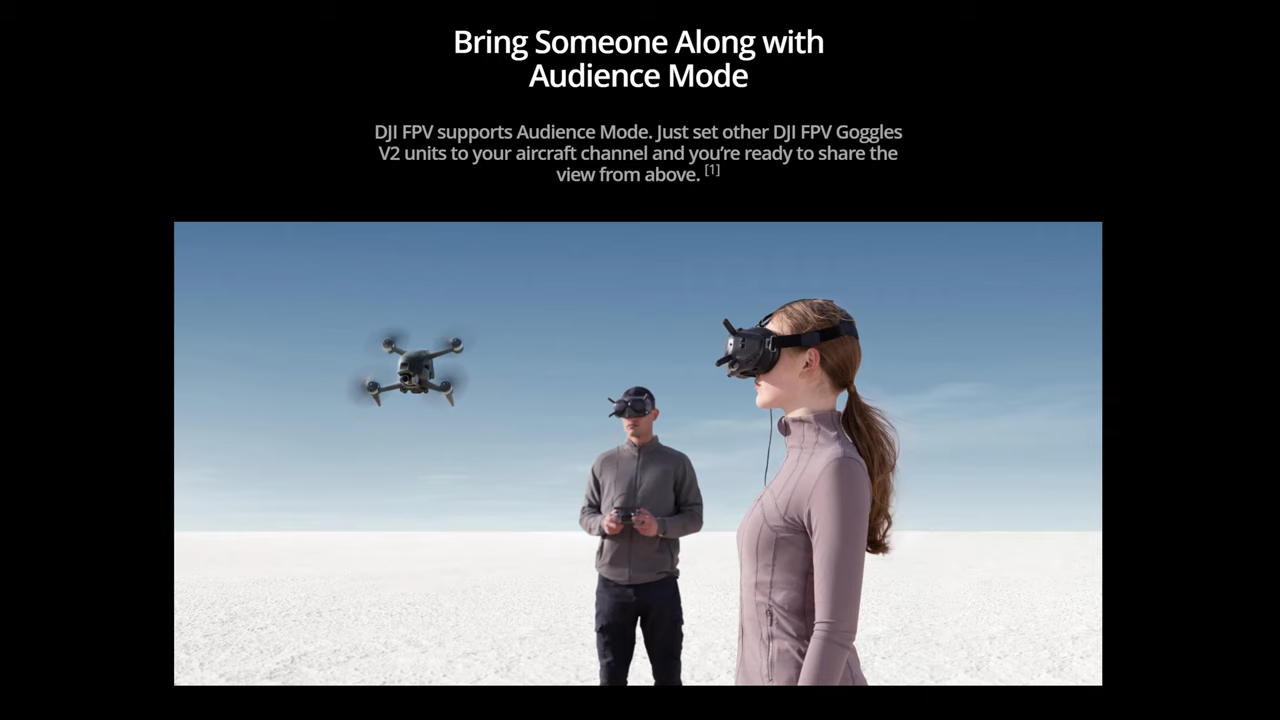 Bring Someone Along with
Audience Mode
DJI FPV supports Audience Mode. Just set other DJI FPV Goggles
V2 units to your aircraft channel and you’re ready to share the
view from above. [1]